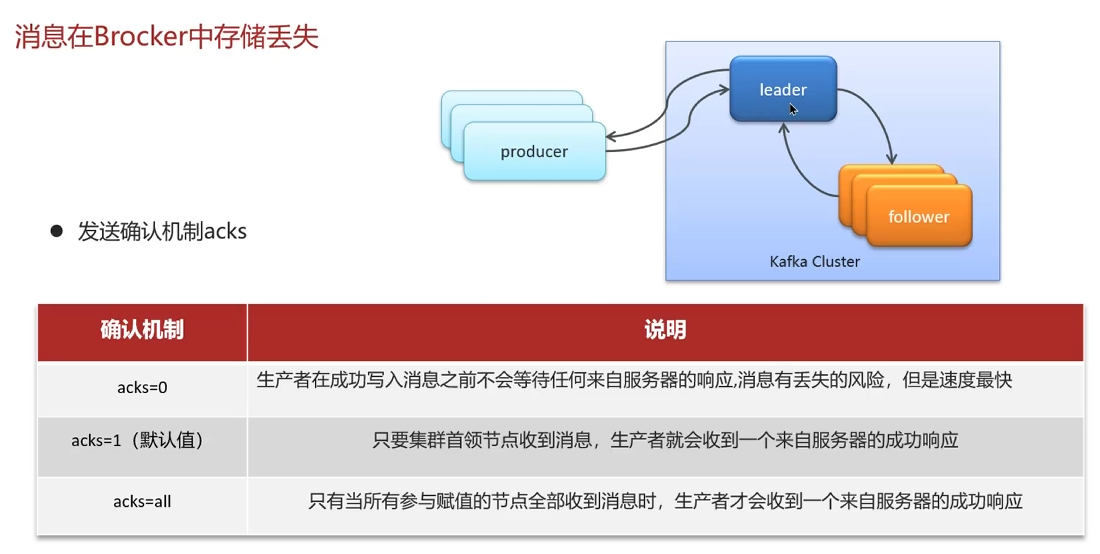 消息在Brocker中存储丢失
leader
producer
follower
Kafka Cluster
发送确认机制acks
确认机制 说明
acks=0 生产者在成功写入消息之前不会等待任何来自服务器的响应,消息有丢失的风险，但是速度最快
acks=1（默认值） 只要集群首领节点收到消息，生产者就会收到一个来自服务器的成功响应
acks=all 只有当所有参与赋值的节点全部收到消息时，生产者才会收到一个来自服务器的成功响应